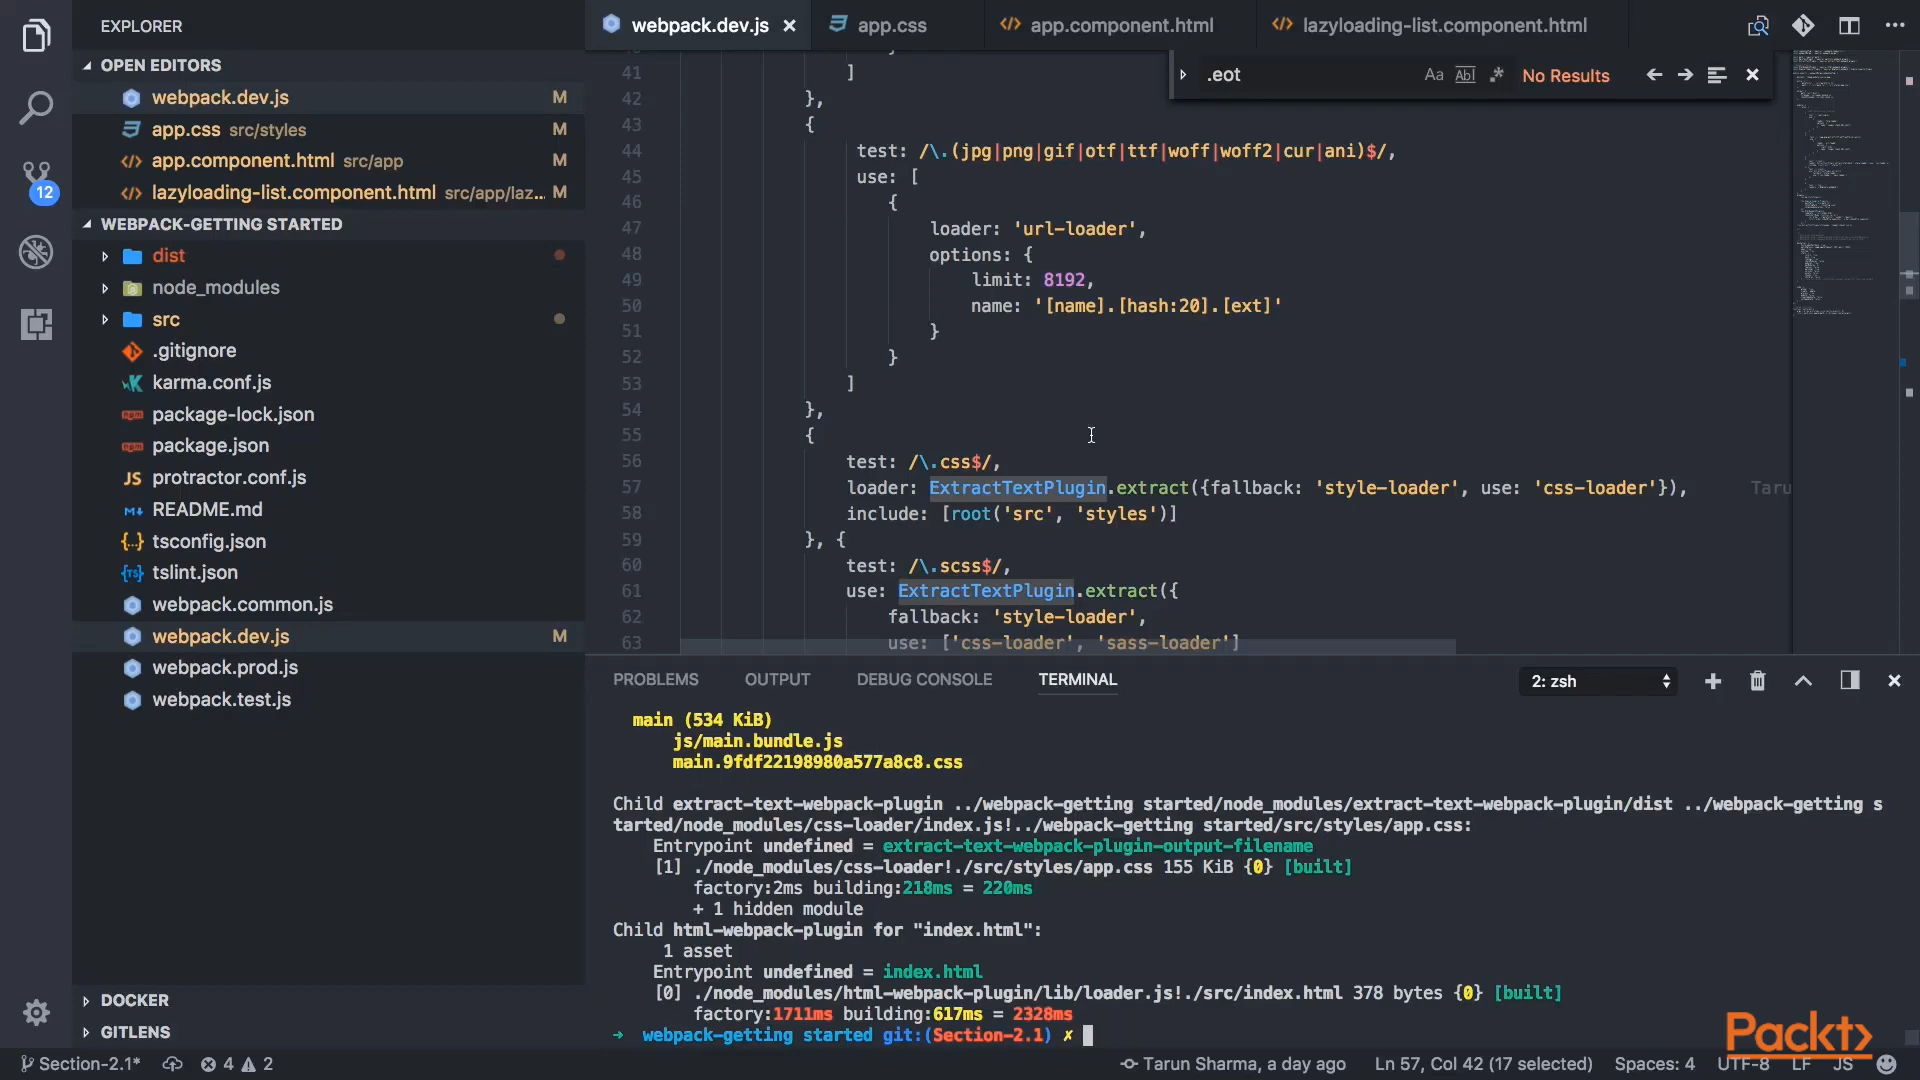 EXPLORER
OPEN EDITORS
webpack.dev.js M
app.css src/styles M
app.component.html src/app M
lazyloading-list.component.html src/app/laz... M
12
WEBPACK-GETTING STARTED
dist
node_modules
src
.gitignore
karma.conf.js
package-lock.json
package.json
JS protractor.conf.js
README.md
tsconfig.json
tslint.json
webpack.common.js
webpack.dev.js M
webpack.prod.js
webpack.test.js
DOCKER
GITLENS
webpack.dev.js
app.css
app.component.html
lazyloading-list.component.html
.eot Aa Abl .* No Results
41 ]
42 },
43 {
44 test: /\.(jpg|png|gif|otf|ttf|woff|woff2|cur|ani)$/,
45 use: [
46 {
47 loader: 'url-loader',
48 options: {
49 limit: 8192,
50 name: '[name].[hash:20].[ext]'
51 }
52 }
53 ]
54 },
55 {
56 test: /\.css$/,
57 loader: ExtractTextPlugin.extract({fallback: 'style-loader', use: 'css-loader'}), Taru
58 include: [root('src', 'styles')]
59 }, {
60 test: /\.scss$/,
61 use: ExtractTextPlugin.extract({
62 fallback: 'style-loader',
63 use: ['css-loader', 'sass-loader']
PROBLEMS OUTPUT DEBUG CONSOLE TERMINAL 2: zsh
main (534 KiB)
js/main.bundle.js
main.9fdf22198980a577a8c8.css
Child extract-text-webpack-plugin ../webpack-getting started/node_modules/extract-text-webpack-plugin/dist ../webpack-getting s
tarted/node_modules/css-loader/index.js!../webpack-getting started/src/styles/app.css:
Entrypoint undefined = extract-text-webpack-plugin-output-filename
[1] ./node_modules/css-loader!./src/styles/app.css 155 KiB {0} [built]
factory:2ms building:218ms = 220ms
+ 1 hidden module
Child html-webpack-plugin for "index.html":
1 asset
Entrypoint undefined = index.html
[0] ./node_modules/html-webpack-plugin/lib/loader.js!./src/index.html 378 bytes {0} [built]
factory:1711ms building:617ms = 2328ms
→ webpack-getting started git:(Section-2.1) ✗
Packt>
Section-2.1* 4 2 Tarun Sharma, a day ago Ln 57, Col 42 (17 selected) Spaces: 4 UTF-8 LF JS